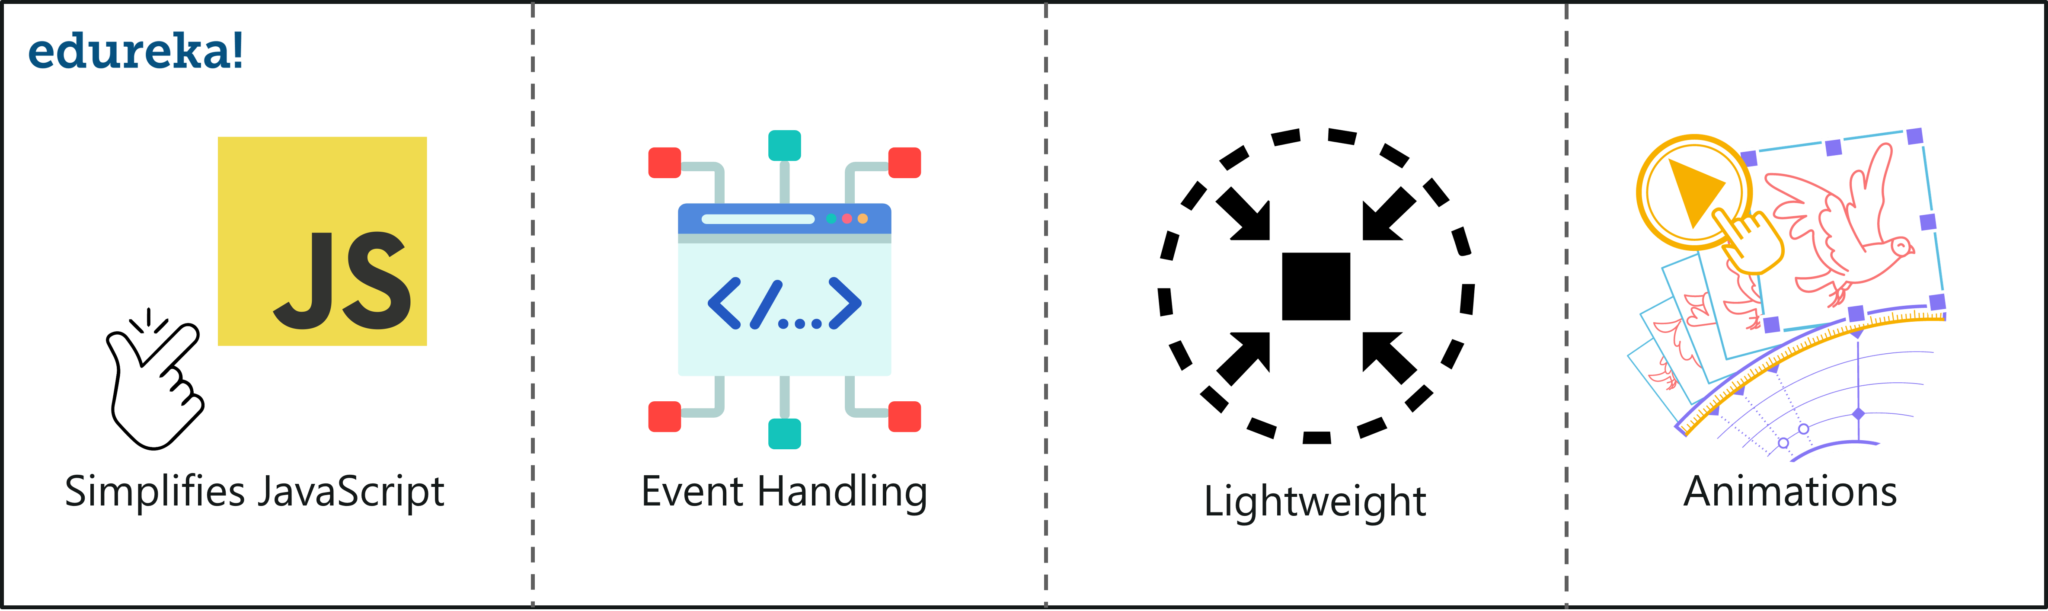 edureka!
JS
</...>
Simplifies JavaScript
Event Handling
Lightweight
Animations